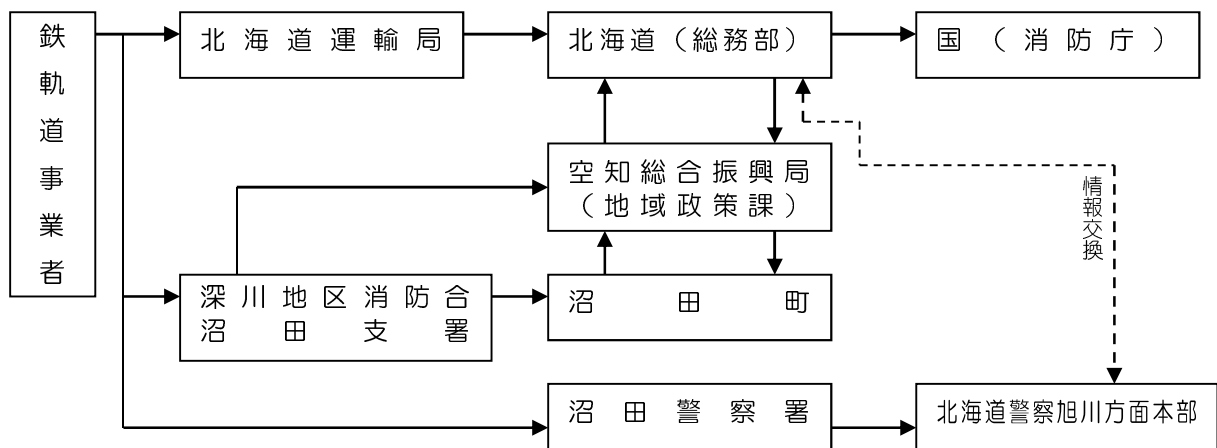 鉄軌道事業者
北海道運輸局
北海道(総務部)
国(消防庁)
空知総合振興局
(地域政策課)
情報交換
深川地区消防合
沼田支署
沼田町
沼田警察署
北海道警察旭川方面本部